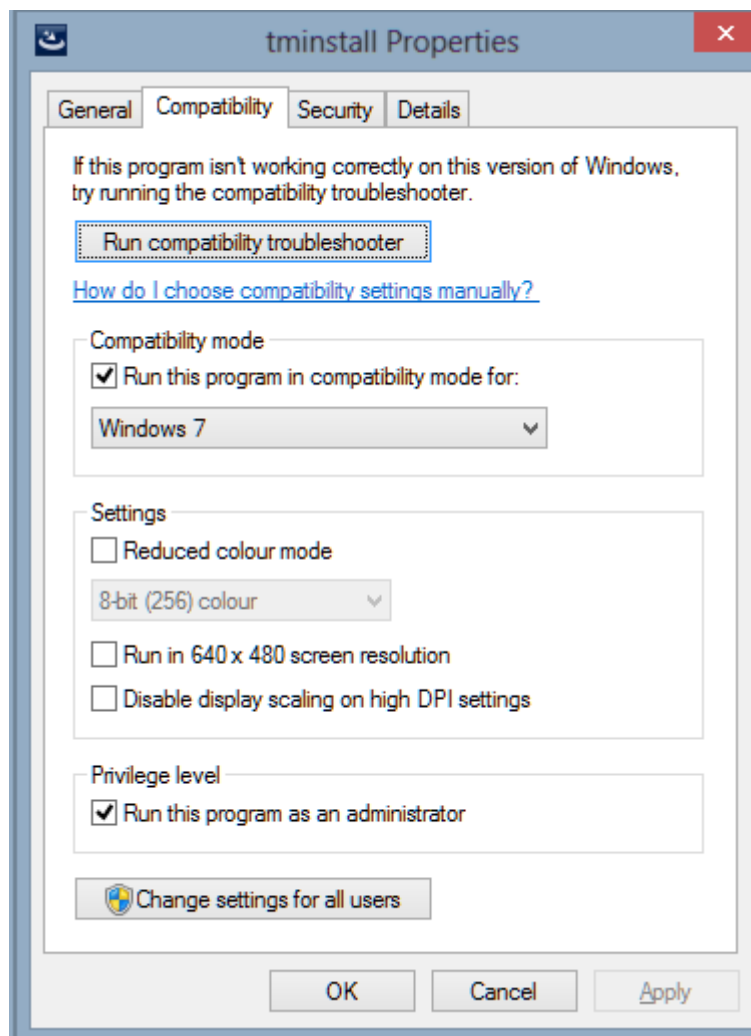 tminstall Properties
General Compatibility Security Details
If this program isn't working correctly on this version of Windows,
try running the compatibility troubleshooter.
Run compatibility troubleshooter
How do I choose compatibility settings manually?
Compatibility mode
Run this program in compatibility mode for:
Windows 7
Settings
Reduced colour mode
8-bit (256) colour
Run in 640 x 480 screen resolution
Disable display scaling on high DPI settings
Privilege level
Run this program as an administrator
Change settings for all users
OK Cancel Apply